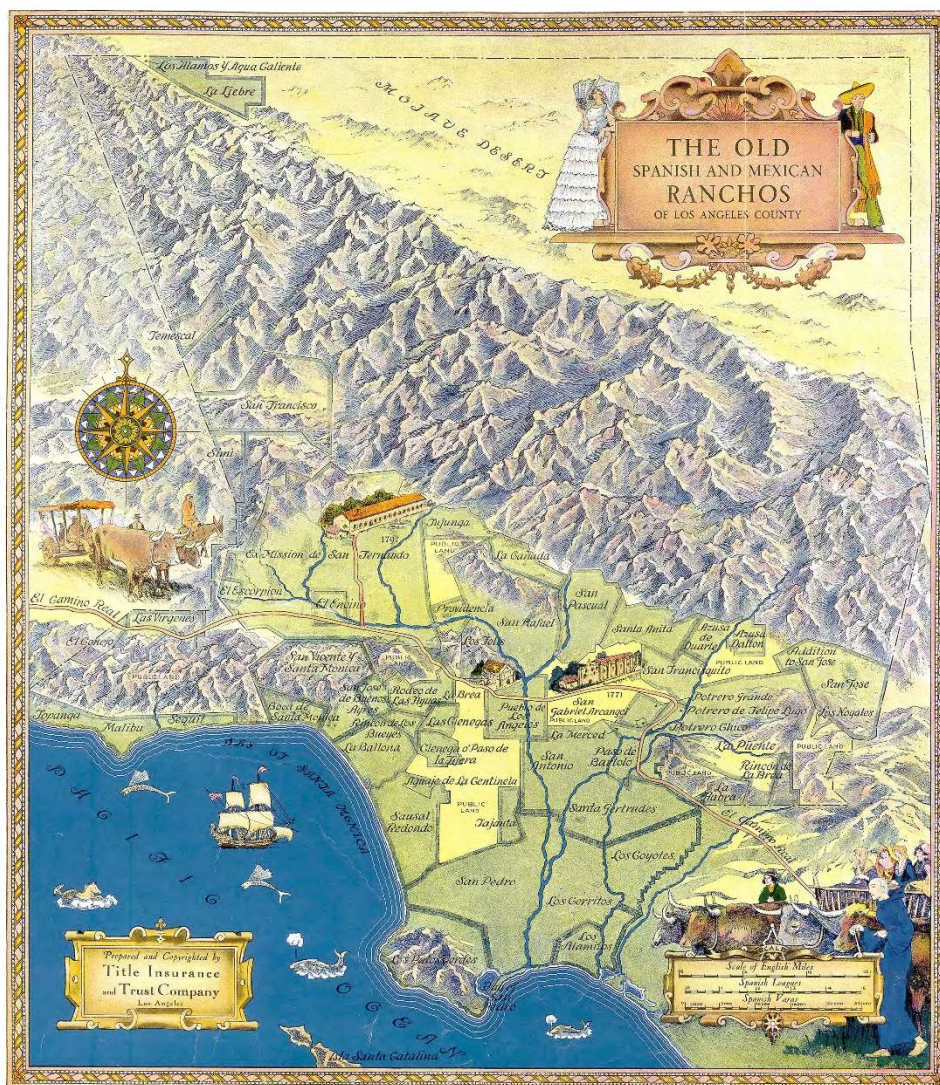 Los Alamos Y Agua Caliente
La Liebre
MOJAVE DESERT
THE OLD
SPANISH AND MEXICAN
RANCHOS
OF LOS ANGELES COUNTY
Temescal
San Francisco
Simi
1797
Tujunga
Ex Mission de San Fernando
PUBLIC
LAND
La Cañada
El Escorpion
El Encino
San
Pascual
El Camino Real
Las Virgenes
Providencia
San Rafael
Santa Anita
Azusa
de
Duarte
Azusa
Dalton
El Conejo
PUBLIC LAND
San Vicente Y
Santa Monica
PUBLIC
Los Feliz
San Francisquito
PUBLIC LAND
Addition
to San Jose
San Jose
Topanga
Malibu
Sequit
Boca de
Santa Monica
San Jose
de Buenos
Ayres
Rodeo de
Las Aguas
La Brea
Pueblo de
Los
Angeles
1771
San
Gabriel Arcangel
PUBLIC LAND
Potrero Grande
Potrero de Felipe Lugo
Potrero Chico
Los Nogales
Rincon de Los
Bueyes
Las Cienegas
La Ballona
Cienega o' Paso de
la Tijera
La Merced
San
Antonio
Paso de
Bartolo
La Puente
PUBLIC LAND
Rincon de
La Brea
PUBLIC LAND
La
Habra
BAY OF SANTA MONICA
Aguaje de La Centinela
PUBLIC
LAND
Sausal
Redondo
Tajauta
Santa Gertrudes
El Camino Real
Los Coyotes
San Pedro
Los Cerritos
Los
Alamitos
Los Palos Verdes
PACIFIC OCEAN
Isla Santa Catalina
Prepared and Copyrighted by
Title Insurance
and Trust Company
Los Angeles
SCALE
Scale of English Miles
Spanish Leagues
Spanish Varas